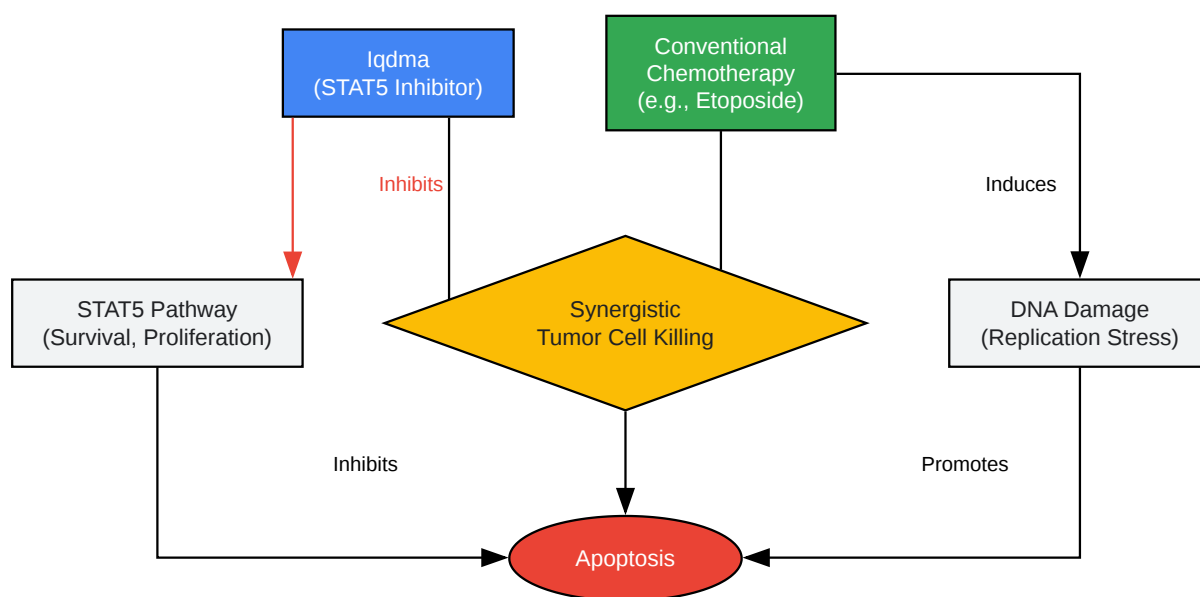 Iqdma
(STAT5 Inhibitor)
Conventional
Chemotherapy
(e.g., Etoposide)
Inhibits
Induces
STAT5 Pathway
(Survival, Proliferation)
Synergistic
Tumor Cell Killing
DNA Damage
(Replication Stress)
Inhibits
Promotes
Apoptosis